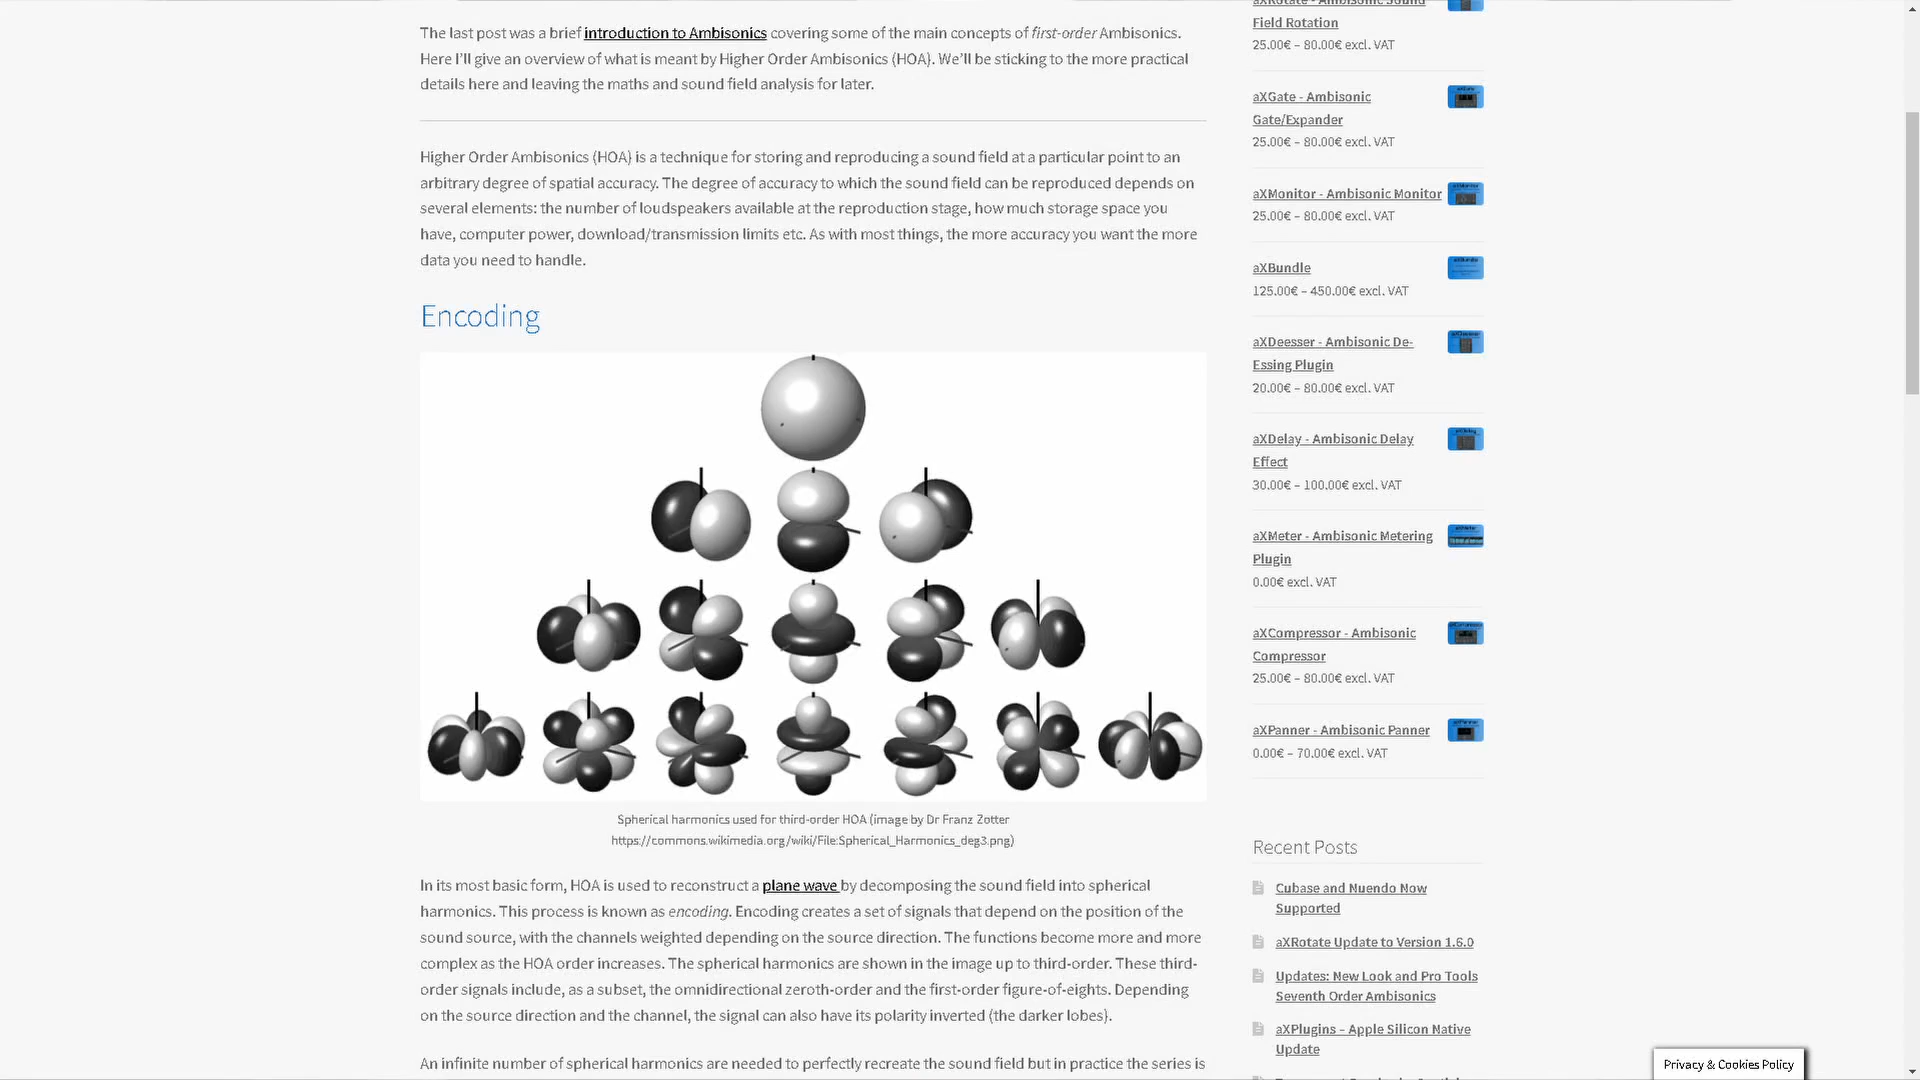 The last post was a brief introduction to Ambisonics covering some of the main concepts of first-order Ambisonics.
Here I'll give an overview of what is meant by Higher Order Ambisonics (HOA). We'll be sticking to the more practical
details here and leaving the maths and sound field analysis for later.
Higher Order Ambisonics (HOA) is a technique for storing and reproducing a sound field at a particular point to an
arbitrary degree of spatial accuracy. The degree of accuracy to which the sound field can be reproduced depends on
several elements: the number of loudspeakers available at the reproduction stage, how much storage space you
have, computer power, download/transmission limits etc. As with most things, the more accuracy you want the more
data you need to handle.
Encoding
Spherical harmonics used for third-order HOA (image by Dr Franz Zotter
https://commons.wikimedia.org/wiki/File:Spherical_Harmonics_deg3.png)
In its most basic form, HOA is used to reconstruct a plane wave by decomposing the sound field into spherical
harmonics. This process is known as encoding. Encoding creates a set of signals that depend on the position of the
sound source, with the channels weighted depending on the source direction. The functions become more and more
complex as the HOA order increases. The spherical harmonics are shown in the image up to third-order. These third-
order signals include, as a subset, the omnidirectional zeroth-order and the first-order figure-of-eights. Depending
on the source direction and the channel, the signal can also have its polarity inverted (the darker lobes).
An infinite number of spherical harmonics are needed to perfectly recreate the sound field but in practice the series is
aXRotate - Ambisonic Sound
Field Rotation
25.00€ – 80.00€ excl. VAT
aXGate - Ambisonic
Gate/Expander
25.00€ – 80.00€ excl. VAT
aXMonitor - Ambisonic Monitor
25.00€ – 80.00€ excl. VAT
aXBundle
125.00€ – 450.00€ excl. VAT
aXDeesser - Ambisonic De-
Essing Plugin
20.00€ – 80.00€ excl. VAT
aXDelay - Ambisonic Delay
Effect
30.00€ – 100.00€ excl. VAT
aXMeter - Ambisonic Metering
Plugin
0.00€ excl. VAT
aXCompressor - Ambisonic
Compressor
25.00€ – 80.00€ excl. VAT
aXPanner - Ambisonic Panner
0.00€ – 70.00€ excl. VAT
Recent Posts
Cubase and Nuendo Now
Supported
aXRotate Update to Version 1.6.0
Updates: New Look and Pro Tools
Seventh Order Ambisonics
aXPlugins – Apple Silicon Native
Update
Privacy & Cookies Policy